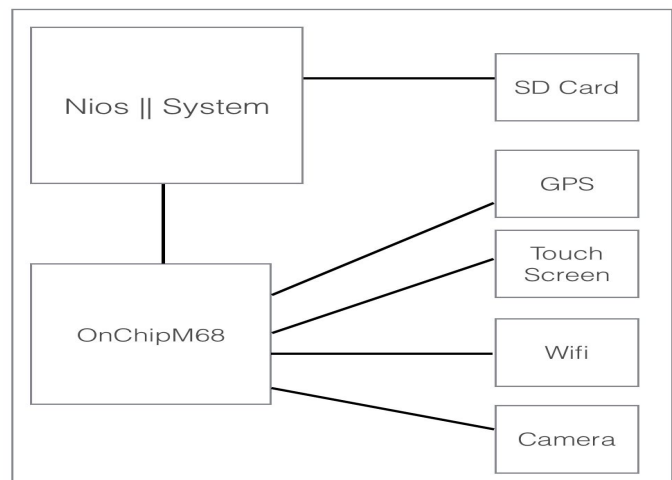 Nios || System
SD Card
GPS
Touch
Screen
OnChipM68
Wifi
Camera